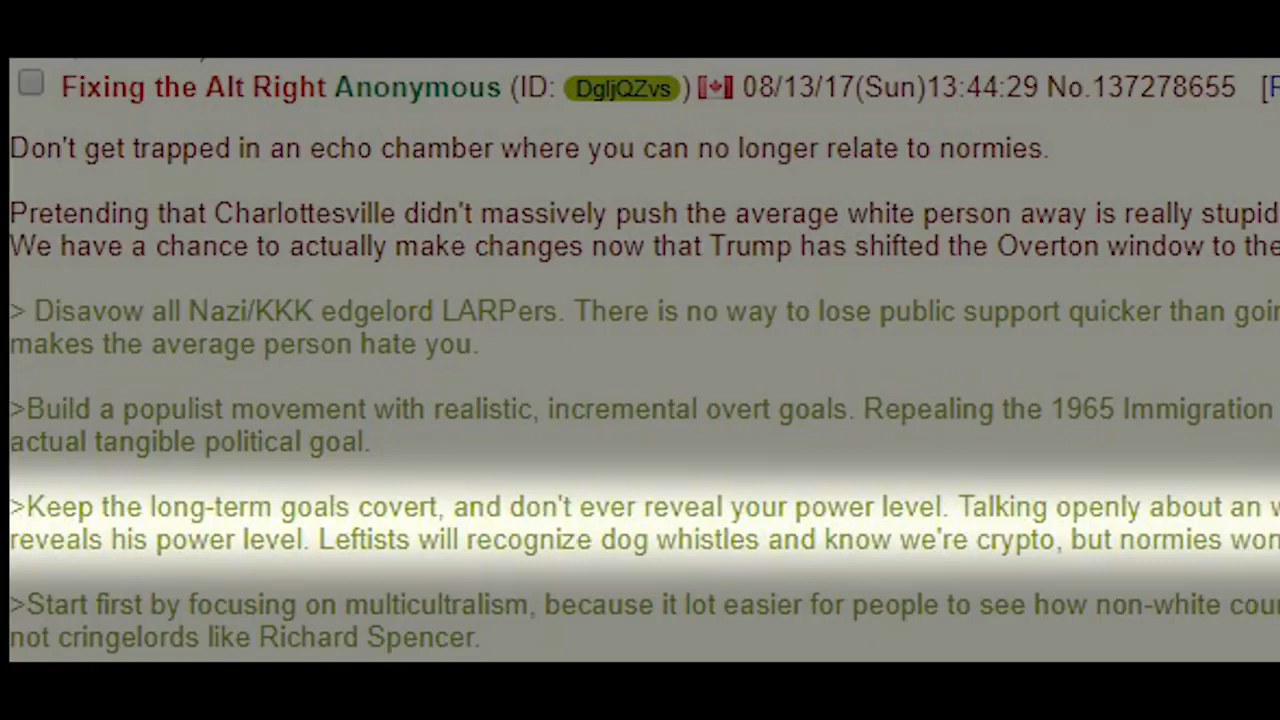 Fixing the Alt Right Anonymous (ID: DgljQZvs) 08/13/17(Sun)13:44:29 No.137278655 [
Don't get trapped in an echo chamber where you can no longer relate to normies.
Pretending that Charlottesville didn't massively push the average white person away is really stupid
We have a chance to actually make changes now that Trump has shifted the Overton window to the
> Disavow all Nazi/KKK edgelord LARPers. There is no way to lose public support quicker than goi
makes the average person hate you.
>Build a populist movement with realistic, incremental overt goals. Repealing the 1965 Immigration
actual tangible political goal.
>Keep the long-term goals covert, and don't ever reveal your power level. Talking openly about an
reveals his power level. Leftists will recognize dog whistles and know we're crypto, but normies won
>Start first by focusing on multicultralism, because it lot easier for people to see how non-white cou
not cringelords like Richard Spencer.